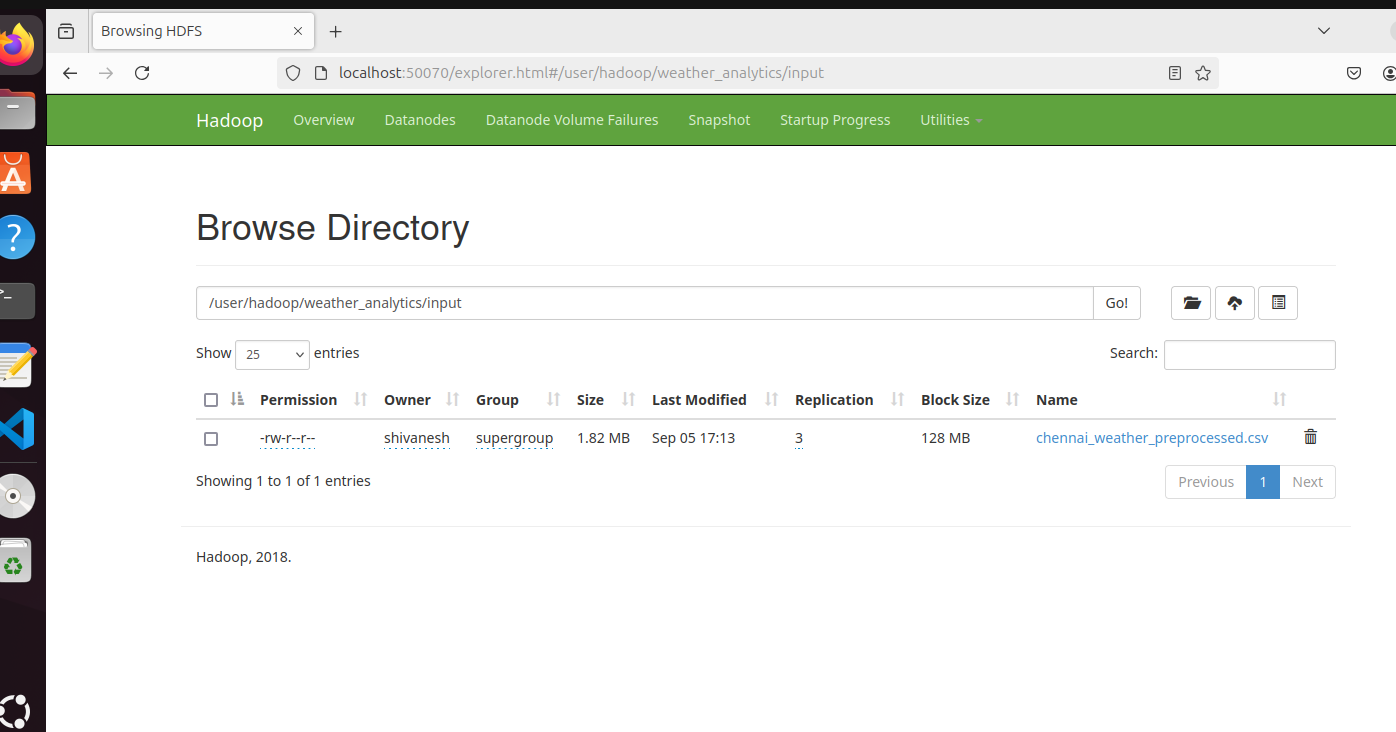 Browsing HDFS
localhost:50070/explorer.html#/user/hadoop/weather_analytics/input
Hadoop Overview Datanodes Datanode Volume Failures Snapshot Startup Progress Utilities
Browse Directory
/user/hadoop/weather_analytics/input Go!
Show 25 entries Search:
Permission Owner Group Size Last Modified Replication Block Size Name
-rw-r--r-- shivanesh supergroup 1.82 MB Sep 05 17:13 3 128 MB chennai_weather_preprocessed.csv
Showing 1 to 1 of 1 entries Previous 1 Next
Hadoop, 2018.